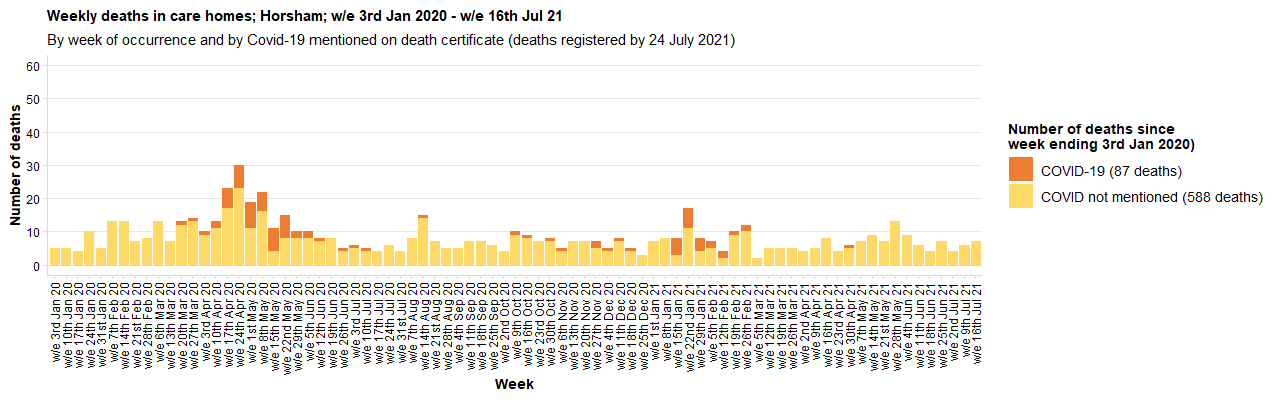 Weekly deaths in care homes; Horsham; w/e 3rd Jan 2020 - w/e 16th Jul 21
By week of occurrence and by Covid-19 mentioned on death certificate (deaths registered by 24 July 2021)
Number of deaths
60
50
40
30
20
10
0
w/e 3rd Jan 20
w/e 10th Jan 20
w/e 17th Jan 20
w/e 24th Jan 20
w/e 31st Jan 20
w/e 7th Feb 20
w/e 14th Feb 20
w/e 21st Feb 20
w/e 28th Feb 20
w/e 6th Mar 20
w/e 13th Mar 20
w/e 20th Mar 20
w/e 27th Mar 20
w/e 3rd Apr 20
w/e 10th Apr 20
w/e 17th Apr 20
w/e 24th Apr 20
w/e 1st May 20
w/e 8th May 20
w/e 15th May 20
w/e 22nd May 20
w/e 29th May 20
w/e 5th Jun 20
w/e 12th Jun 20
w/e 19th Jun 20
w/e 26th Jun 20
w/e 3rd Jul 20
w/e 10th Jul 20
w/e 17th Jul 20
w/e 24th Jul 20
w/e 31st Jul 20
w/e 7th Aug 20
w/e 14th Aug 20
w/e 21st Aug 20
w/e 28th Aug 20
w/e 4th Sep 20
w/e 11th Sep 20
w/e 18th Sep 20
w/e 25th Sep 20
w/e 2nd Oct 20
w/e 9th Oct 20
w/e 16th Oct 20
w/e 23rd Oct 20
w/e 30th Oct 20
w/e 6th Nov 20
w/e 13th Nov 20
w/e 20th Nov 20
w/e 27th Nov 20
w/e 4th Dec 20
w/e 11th Dec 20
w/e 18th Dec 20
w/e 25th Dec 20
w/e 1st Jan 21
w/e 8th Jan 21
w/e 15th Jan 21
w/e 22nd Jan 21
w/e 29th Jan 21
w/e 5th Feb 21
w/e 12th Feb 21
w/e 19th Feb 21
w/e 26th Feb 21
w/e 5th Mar 21
w/e 12th Mar 21
w/e 19th Mar 21
w/e 26th Mar 21
w/e 2nd Apr 21
w/e 9th Apr 21
w/e 16th Apr 21
w/e 23rd Apr 21
w/e 30th Apr 21
w/e 7th May 21
w/e 14th May 21
w/e 21st May 21
w/e 28th May 21
w/e 4th Jun 21
w/e 11th Jun 21
w/e 18th Jun 21
w/e 25th Jun 21
w/e 2nd Jul 21
w/e 9th Jul 21
w/e 16th Jul 21
Week
Number of deaths since
week ending 3rd Jan 2020)
COVID-19 (87 deaths)
COVID not mentioned (588 deaths)